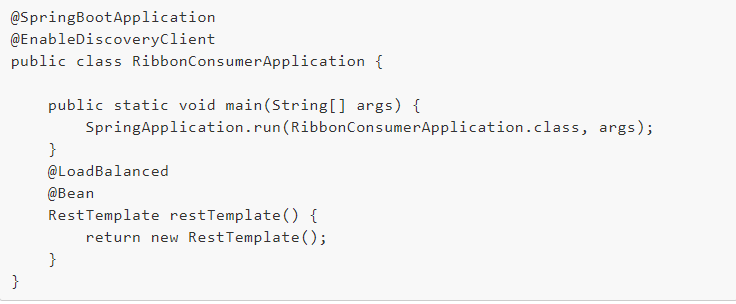 @SpringBootApplication
@EnableDiscoveryClient
public class RibbonConsumerApplication {
    public static void main(String[] args) {
        SpringApplication.run(RibbonConsumerApplication.class, args);
    }
    @LoadBalanced
    @Bean
    RestTemplate restTemplate() {
        return new RestTemplate();
    }
}